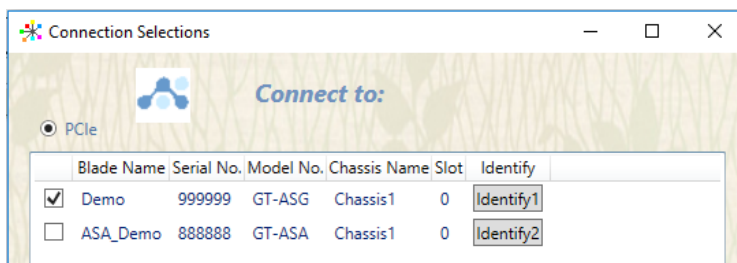 Connection Selections
Connect to:
PCIe
Blade Name Serial No. Model No. Chassis Name Slot Identify
Demo 999999 GT-ASG Chassis1 0 Identify1
ASA_Demo 888888 GT-ASA Chassis1 0 Identify2